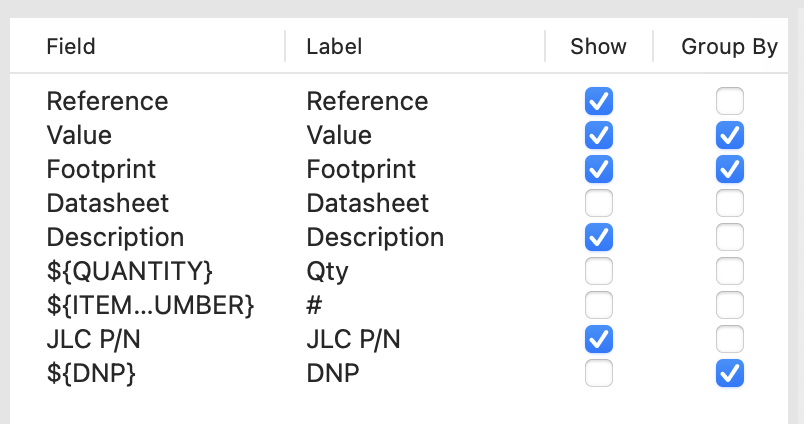 Field Label Show Group By
Reference Reference
Value Value
Footprint Footprint
Datasheet Datasheet
Description Description
${QUANTITY} Qty
${ITEM...UMBER} #
JLC P/N JLC P/N
${DNP} DNP